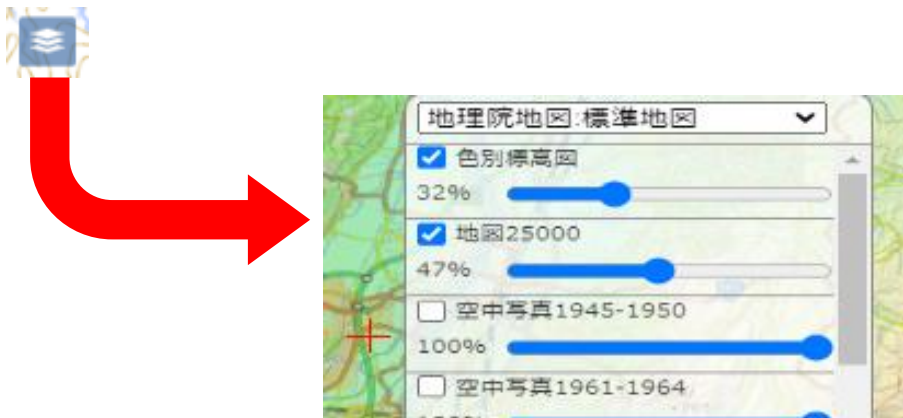 地理院地図:標準地図
色別標高図
32%
地図25000
47%
空中写真1945-1950
100%
空中写真1961-1964